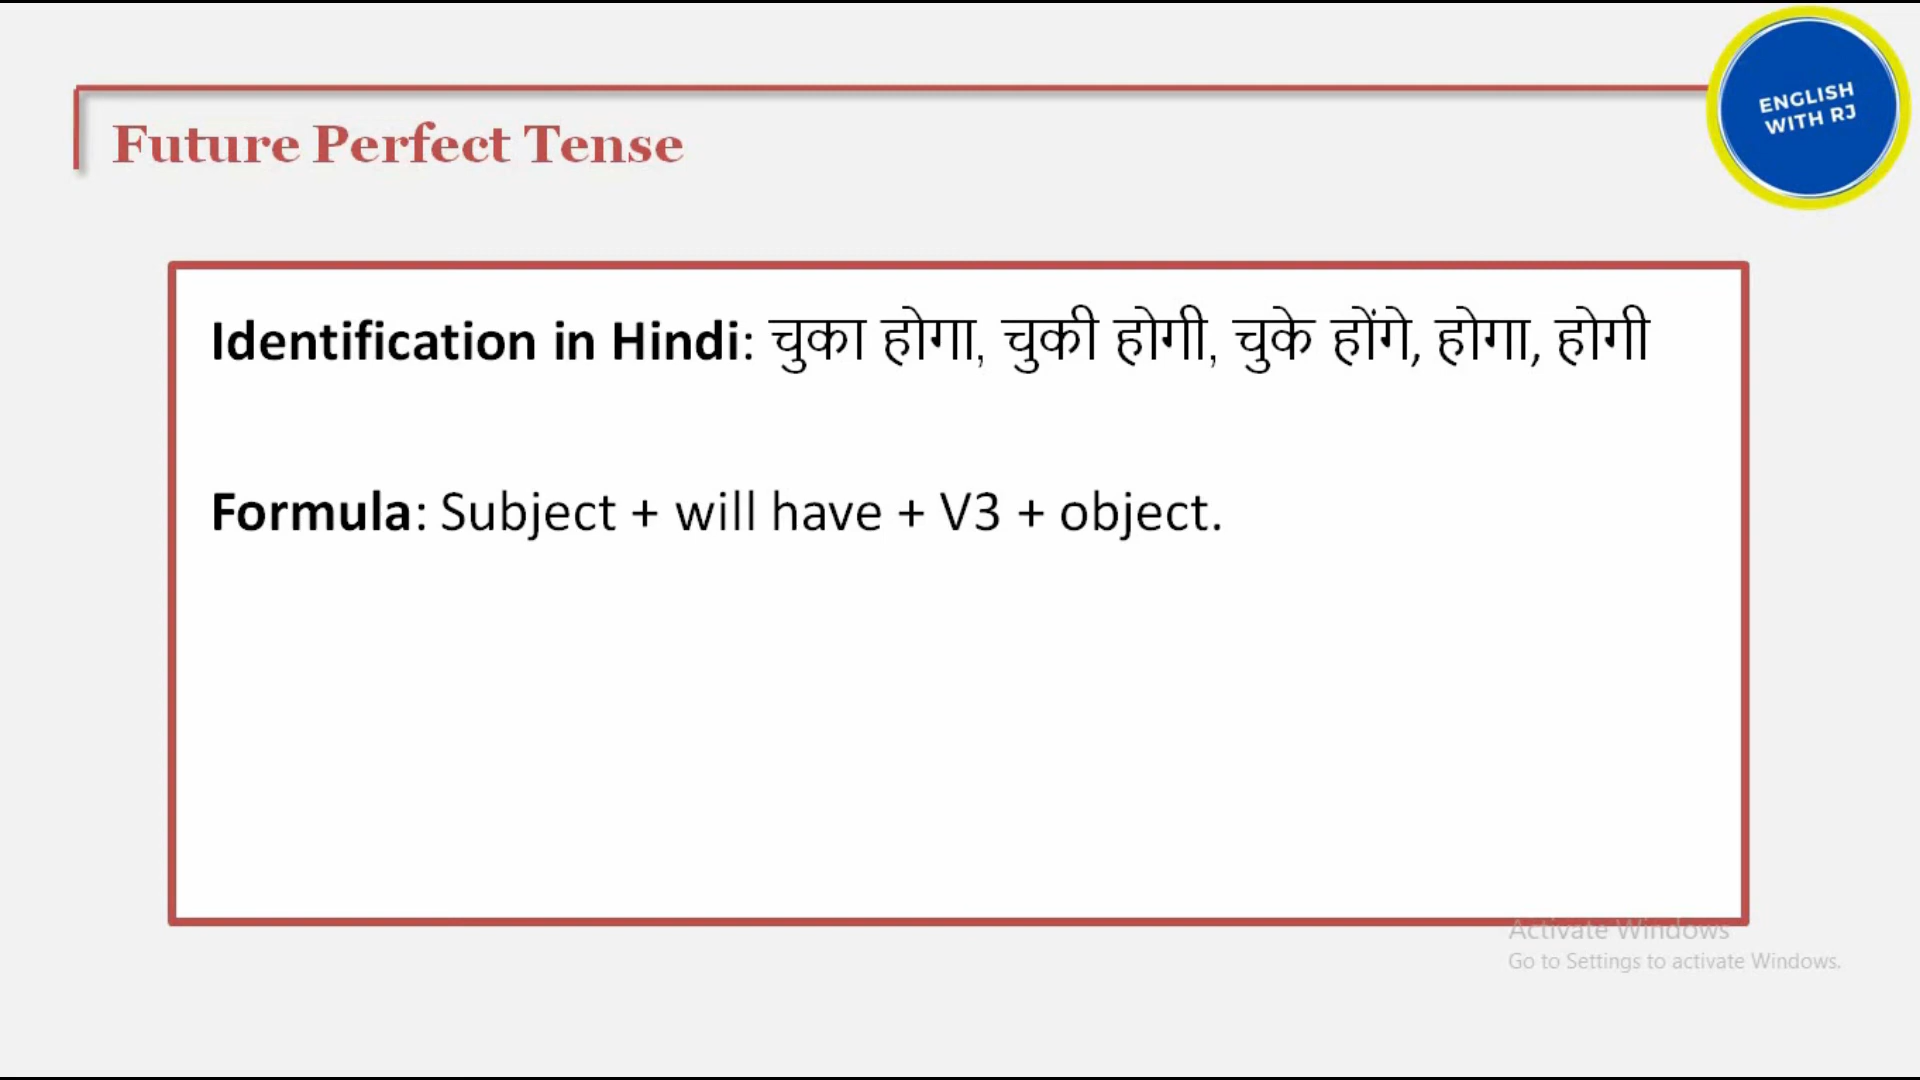 ENGLISH
WITH RJ
Future Perfect Tense
Identification in Hindi: चुका होगा, चुकी होगी, चुके होंगे, होगा, होगी
Formula: Subject + will have + V3 + object.
Activate Windows
Go to Settings to activate Windows.